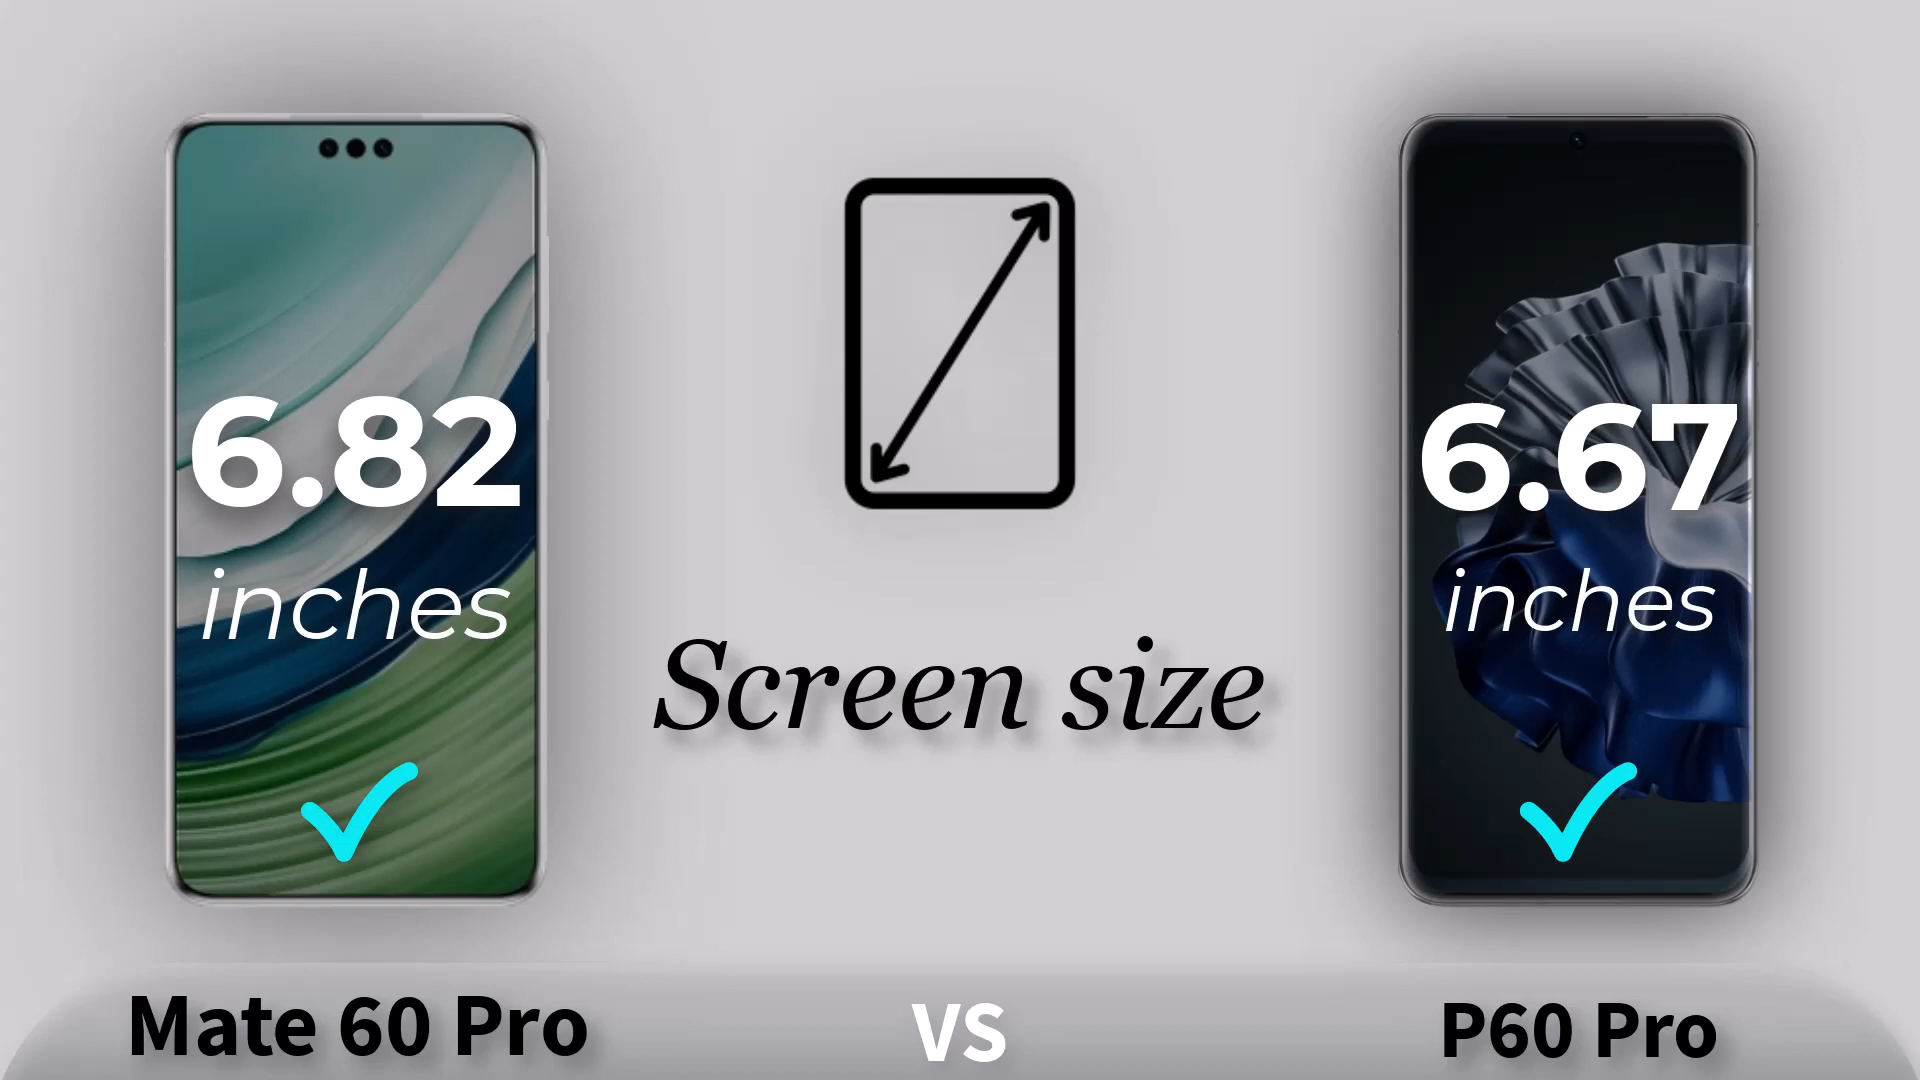 6.82
inches
Screen size
6.67
inches
Mate 60 Pro
VS
P60 Pro